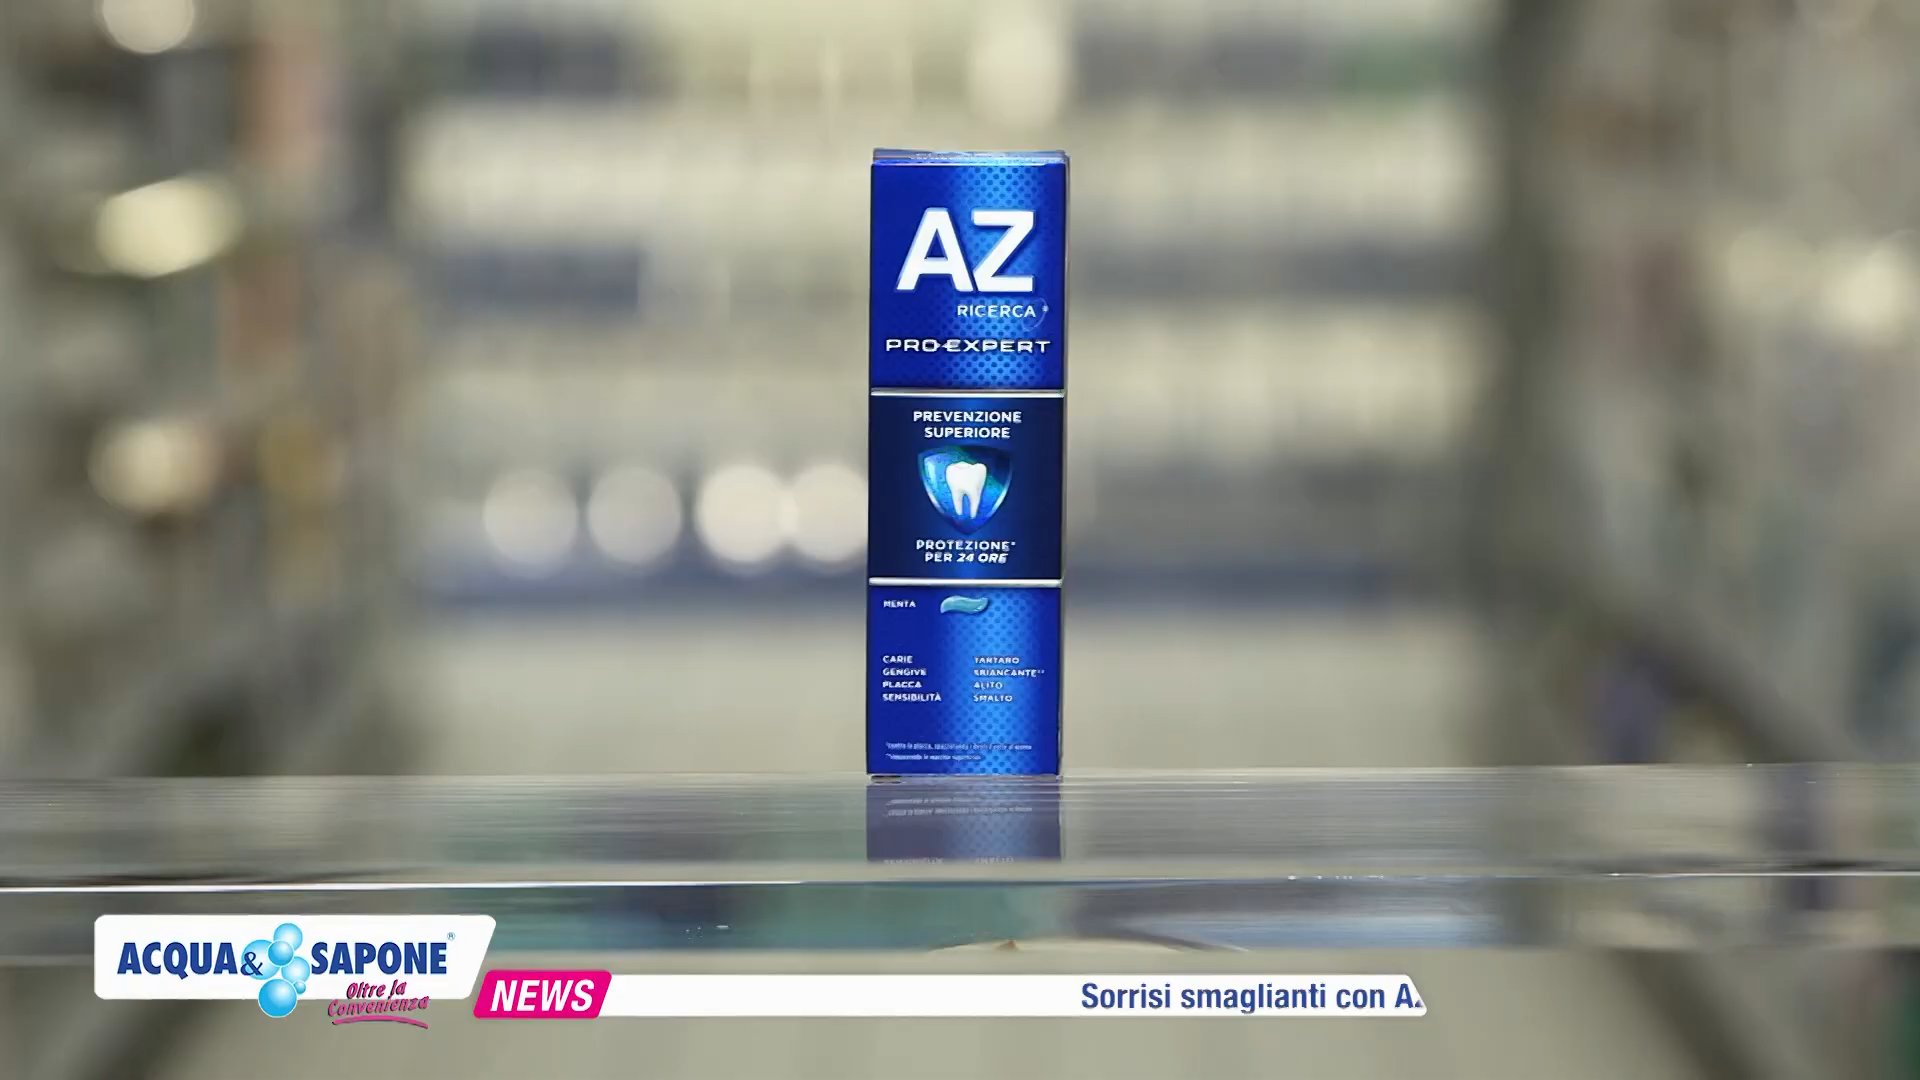 AZ
RICERCA
PRO-EXPERT
PREVENZIONE
SUPERIORE
PROTEZIONE*
PER 24 ORE
MENTA
CARIE TARTARO
GENGIVE SBIANCANTE**
PLACCA ALITO
SENSIBILITÀ SMALTO
ACQUA&SAPONE®
Oltre la
Convenienza
NEWS
Sorrisi smaglianti con A